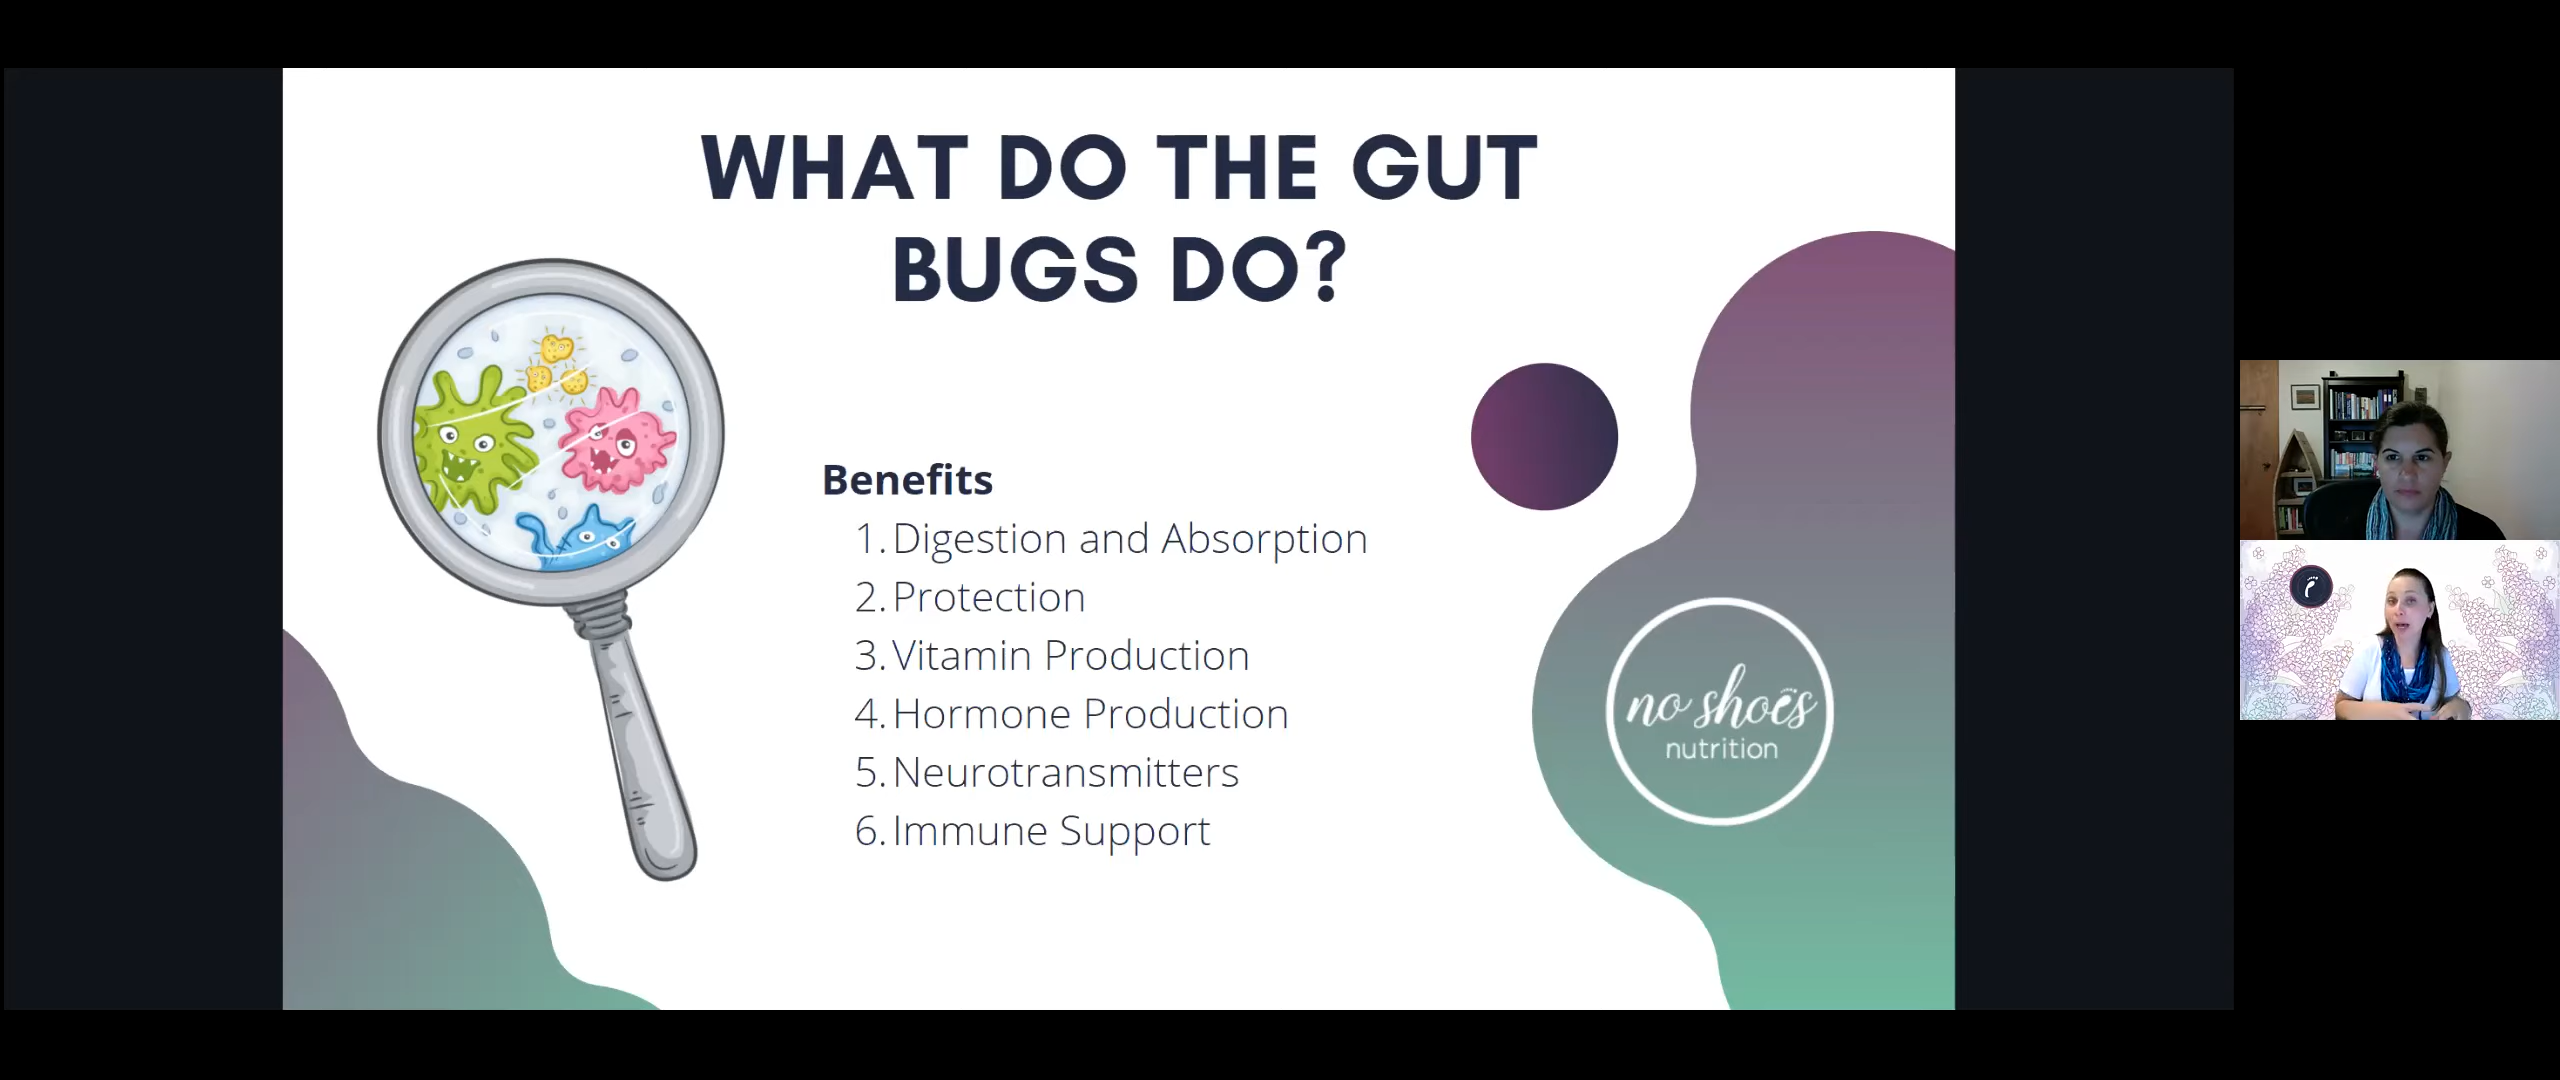 WHAT DO THE GUT
BUGS DO?
Benefits
1. Digestion and Absorption
2. Protection
3. Vitamin Production
4. Hormone Production
5. Neurotransmitters
6. Immune Support
no shoes
nutrition